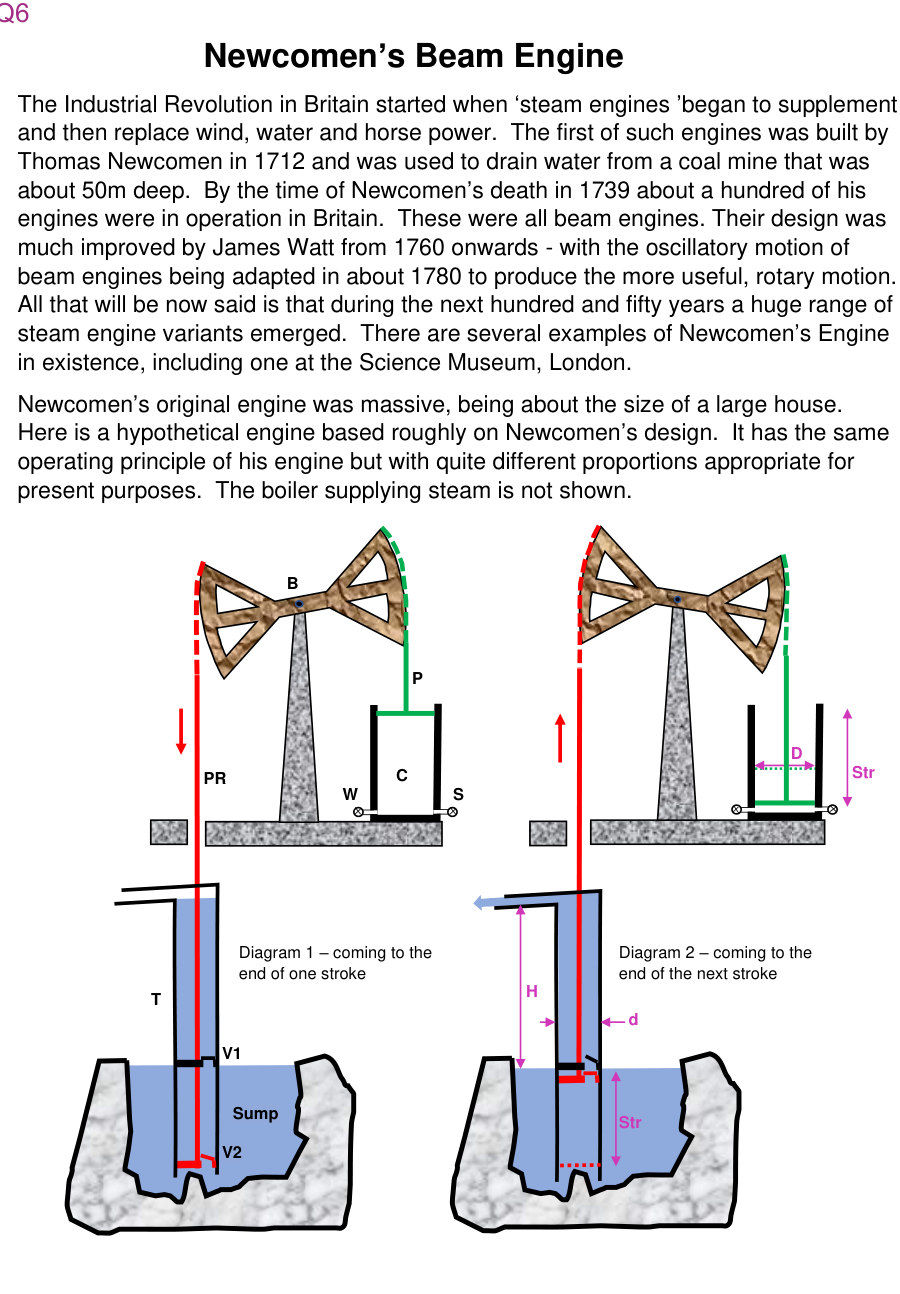 Q6
Newcomen’s Beam Engine
The Industrial Revolution in Britain started when ‘steam engines ’began to supplement
and then replace wind, water and horse power.  The first of such engines was built by
Thomas Newcomen in 1712 and was used to drain water from a coal mine that was
about 50m deep.  By the time of Newcomen’s death in 1739 about a hundred of his
engines were in operation in Britain.  These were all beam engines. Their design was
much improved by James Watt from 1760 onwards - with the oscillatory motion of
beam engines being adapted in about 1780 to produce the more useful, rotary motion.
All that will be now said is that during the next hundred and fifty years a huge range of
steam engine variants emerged.  There are several examples of Newcomen’s Engine
in existence, including one at the Science Museum, London.
Newcomen’s original engine was massive, being about the size of a large house.
Here is a hypothetical engine based roughly on Newcomen’s design.  It has the same
operating principle of his engine but with quite different proportions appropriate for
present purposes.  The boiler supplying steam is not shown.
B
P
PR
C
W
S
D
Str
Diagram 1 – coming to the
end of one stroke
T
V1
Sump
V2
Diagram 2 – coming to the
end of the next stroke
H
d
Str